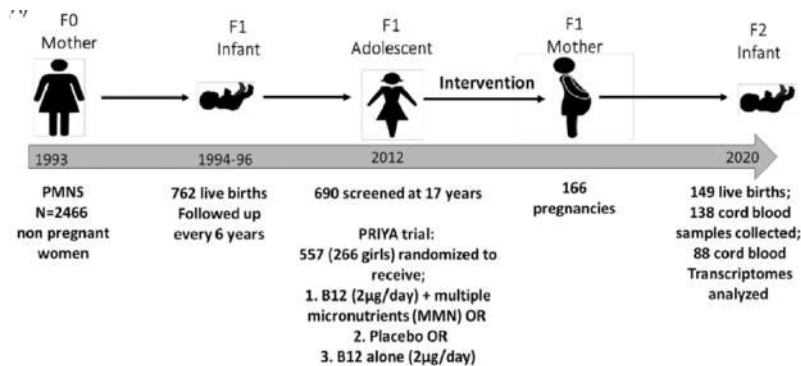 F0
Mother
F1
Infant
F1
Adolescent
Intervention
F1
Mother
F2
Infant
1993
1994-96
2012
2020
PMNS
N=2466
non pregnant
women
762 live births
Followed up
every 6 years
690 screened at 17 years
PRIYA trial:
557 (266 girls) randomized to
receive;
1. B12 (2µg/day) + multiple
micronutrients (MMN) OR
2. Placebo OR
3. B12 alone (2µg/day)
166
pregnancies
149 live births;
138 cord blood
samples collected;
88 cord blood
Transcriptomes
analyzed